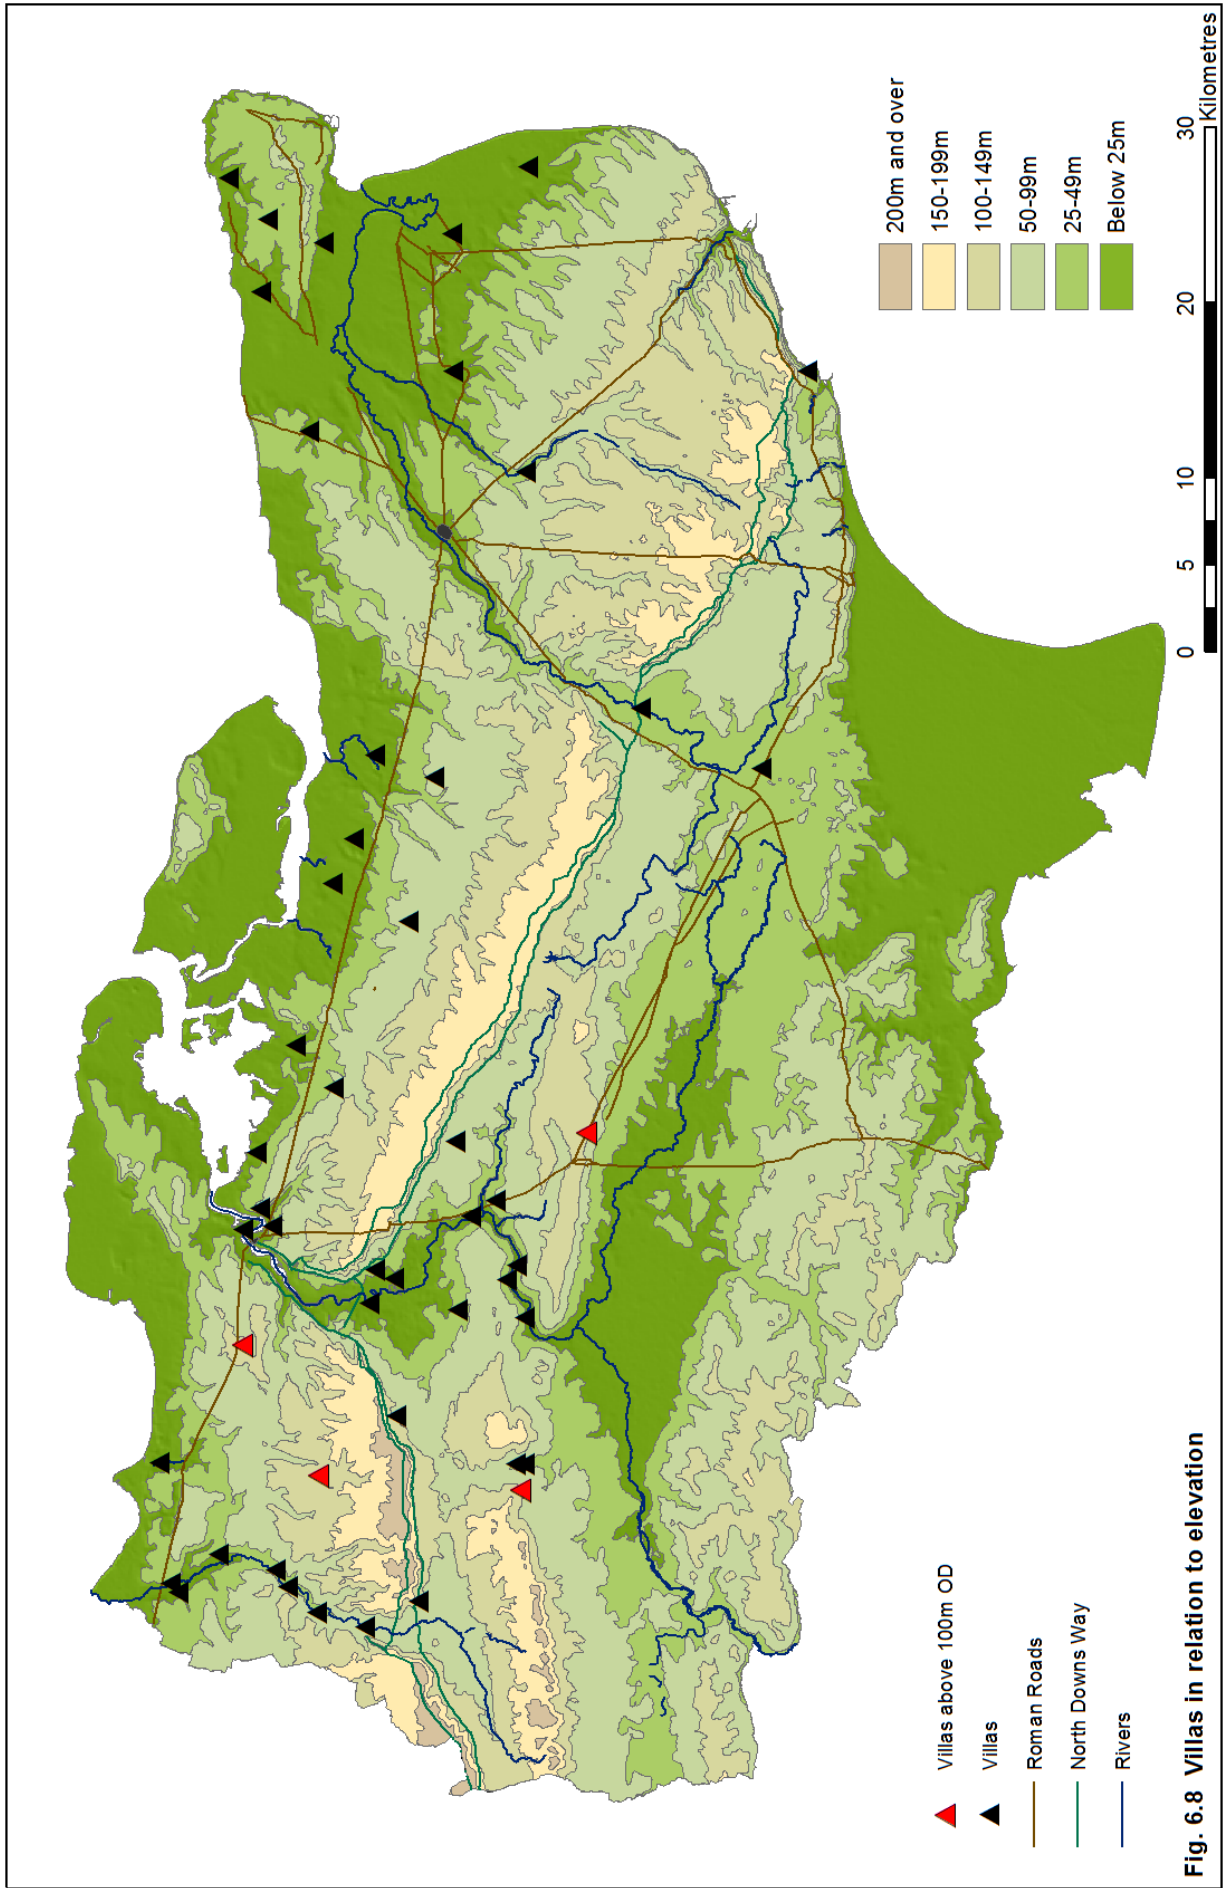 200m and over
150-199m
100-149m
50-99m
25-49m
Below 25m
Villas above 100m OD
Villas
Roman Roads
North Downs Way
Rivers
0 5 10 20 30
Kilometres
Fig. 6.8 Villas in relation to elevation